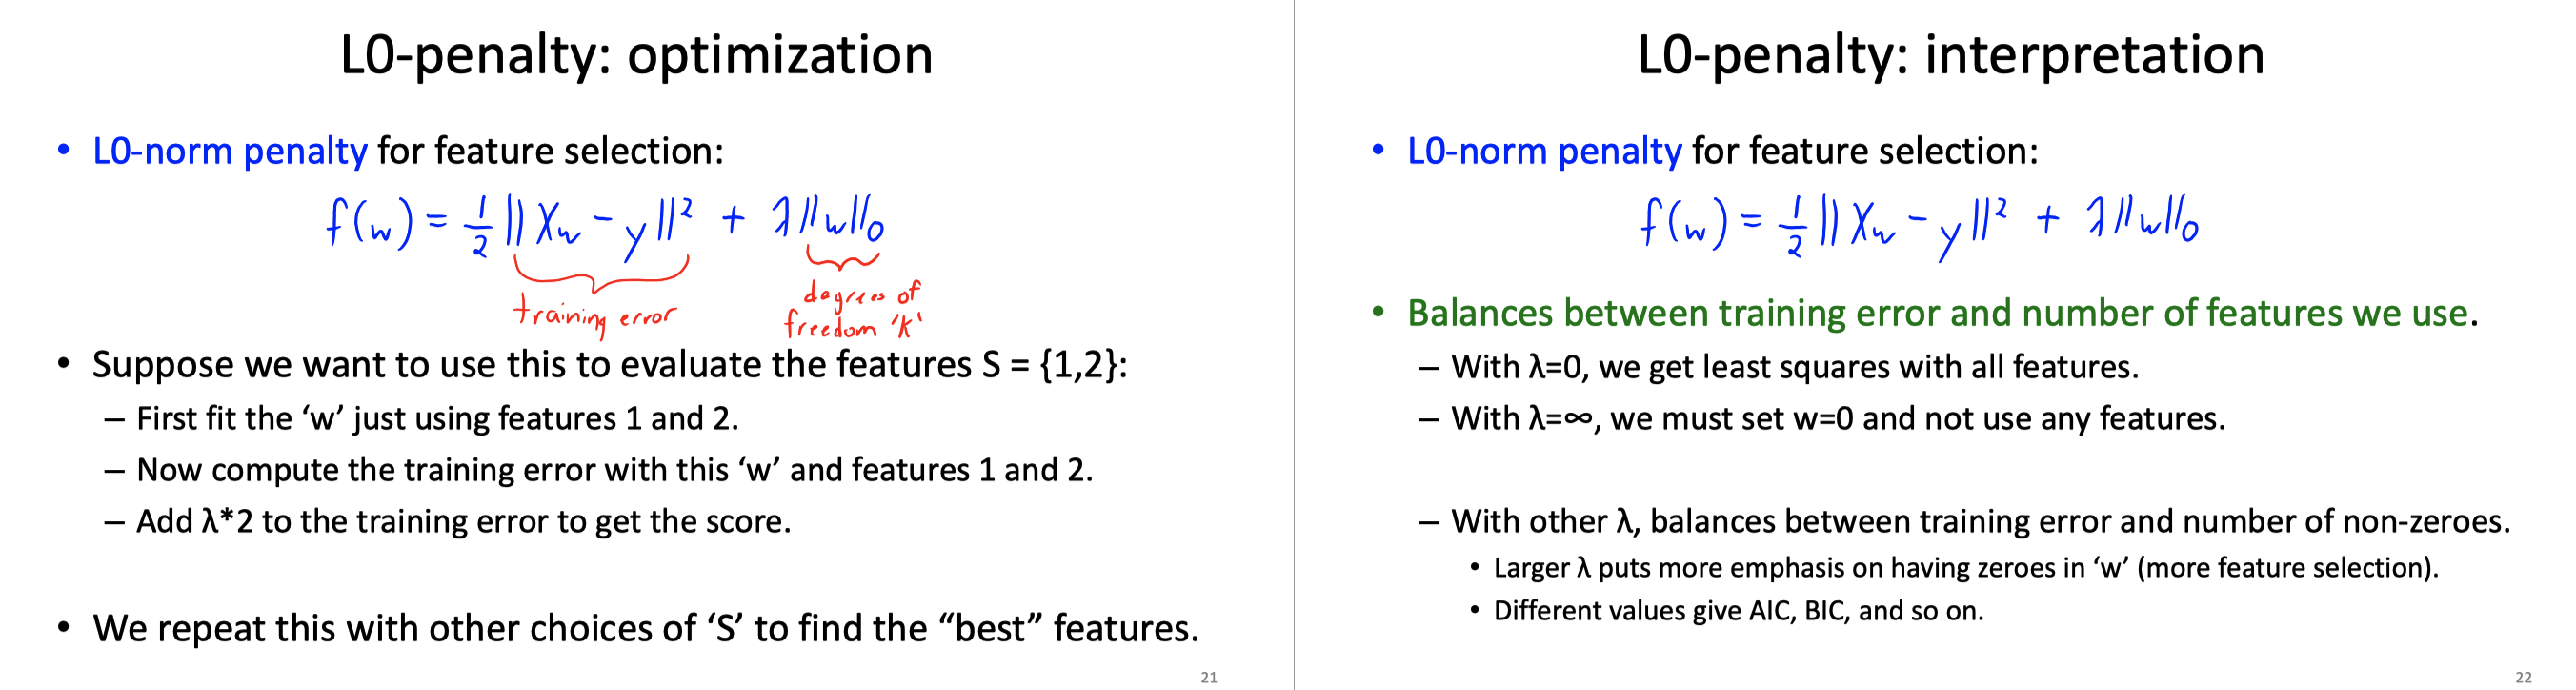 L0-penalty: optimization
• L0-norm penalty for feature selection:
f(w) = ½ ||Xw - y||² + λ||w||₀
training error
degrees of
freedom 'k'
• Suppose we want to use this to evaluate the features S = {1,2}:
– First fit the ‘w’ just using features 1 and 2.
– Now compute the training error with this ‘w’ and features 1 and 2.
– Add λ*2 to the training error to get the score.
• We repeat this with other choices of ‘S’ to find the “best” features.
21
L0-penalty: interpretation
• L0-norm penalty for feature selection:
f(w) = ½ ||Xw - y||² + λ||w||₀
• Balances between training error and number of features we use.
– With λ=0, we get least squares with all features.
– With λ=∞, we must set w=0 and not use any features.
– With other λ, balances between training error and number of non-zeroes.
• Larger λ puts more emphasis on having zeroes in ‘w’ (more feature selection).
• Different values give AIC, BIC, and so on.
22